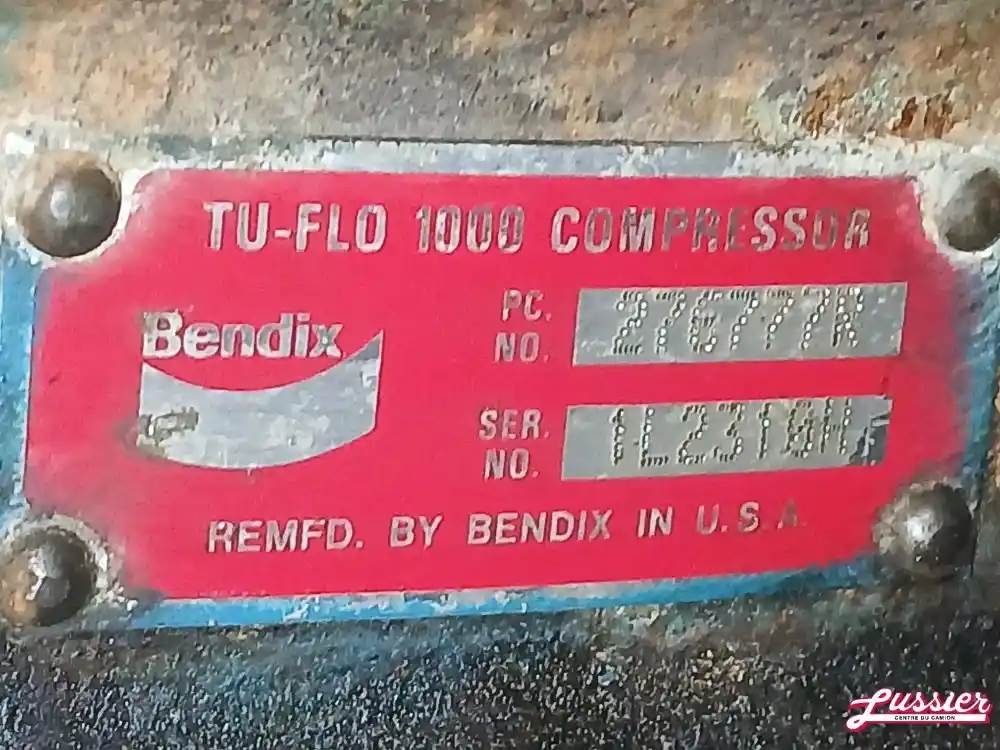 TU-FLO 1000 COMPRESSOR
Bendix
PC. NO. 276777R
SER. NO.
REMFD. BY BENDIX IN U.S.A.
Lussier
CENTRE DU CAMION